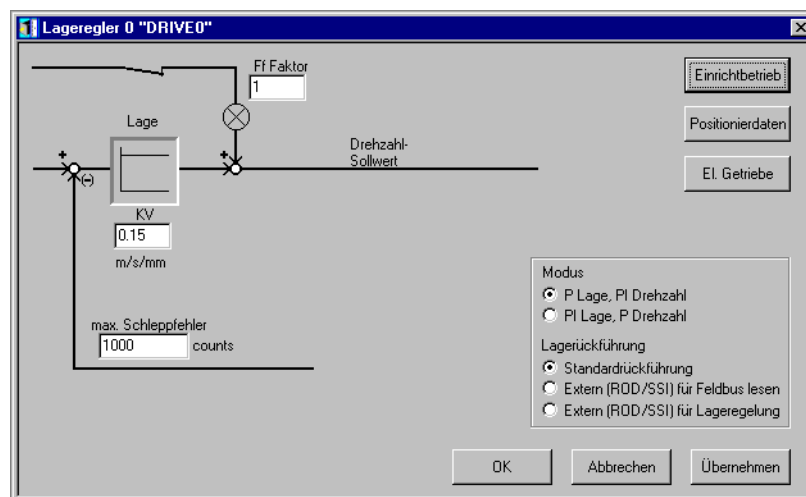 Lageregler 0 "DRIVE0"
Ff Faktor
1
Einrichtbetrieb
Positionierdaten
El. Getriebe
Lage
+
(-)
+
Drehzahl-
Sollwert
KV
0.15
m/s/mm
max. Schleppfehler
1000 counts
Modus
P Lage, PI Drehzahl
PI Lage, P Drehzahl
Lagerückführung
Standardrückführung
Extern (ROD/SSI) für Feldbus lesen
Extern (ROD/SSI) für Lageregelung
OK
Abbrechen
Übernehmen